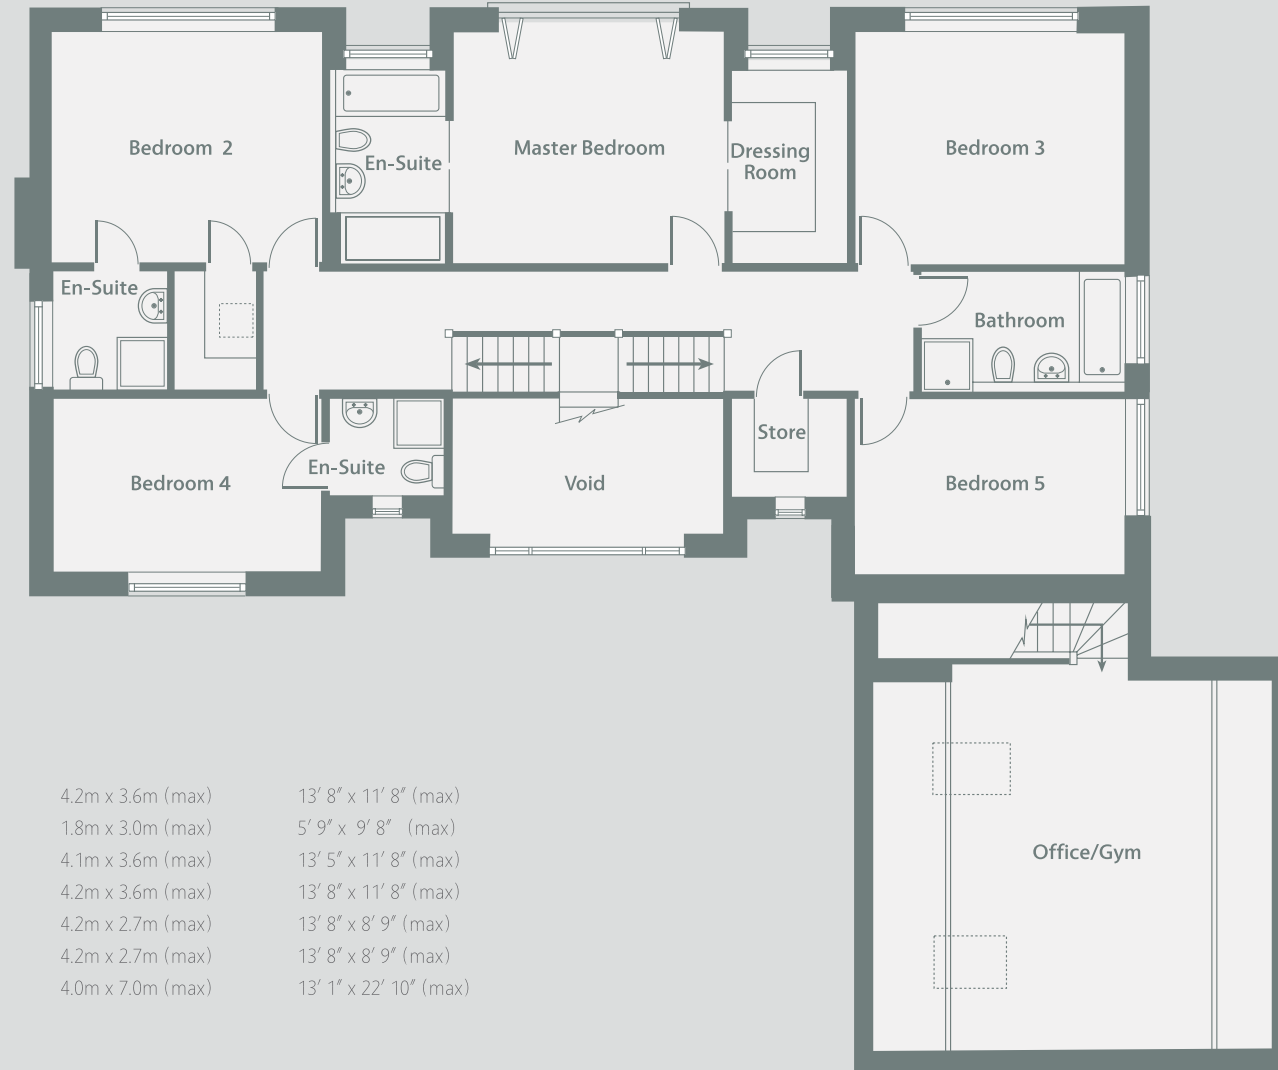 Bedroom 2
En-Suite
Master Bedroom
Dressing
Room
Bedroom 3
En-Suite
Bathroom
Store
En-Suite
Bedroom 4
Void
Bedroom 5
Office/Gym
4.2m x 3.6m (max) 13′ 8″ x 11′ 8″ (max)
1.8m x 3.0m (max) 5′ 9″ x 9′ 8″ (max)
4.1m x 3.6m (max) 13′ 5″ x 11′ 8″ (max)
4.2m x 3.6m (max) 13′ 8″ x 11′ 8″ (max)
4.2m x 2.7m (max) 13′ 8″ x 8′ 9″ (max)
4.2m x 2.7m (max) 13′ 8″ x 8′ 9″ (max)
4.0m x 7.0m (max) 13′ 1″ x 22′ 10″ (max)